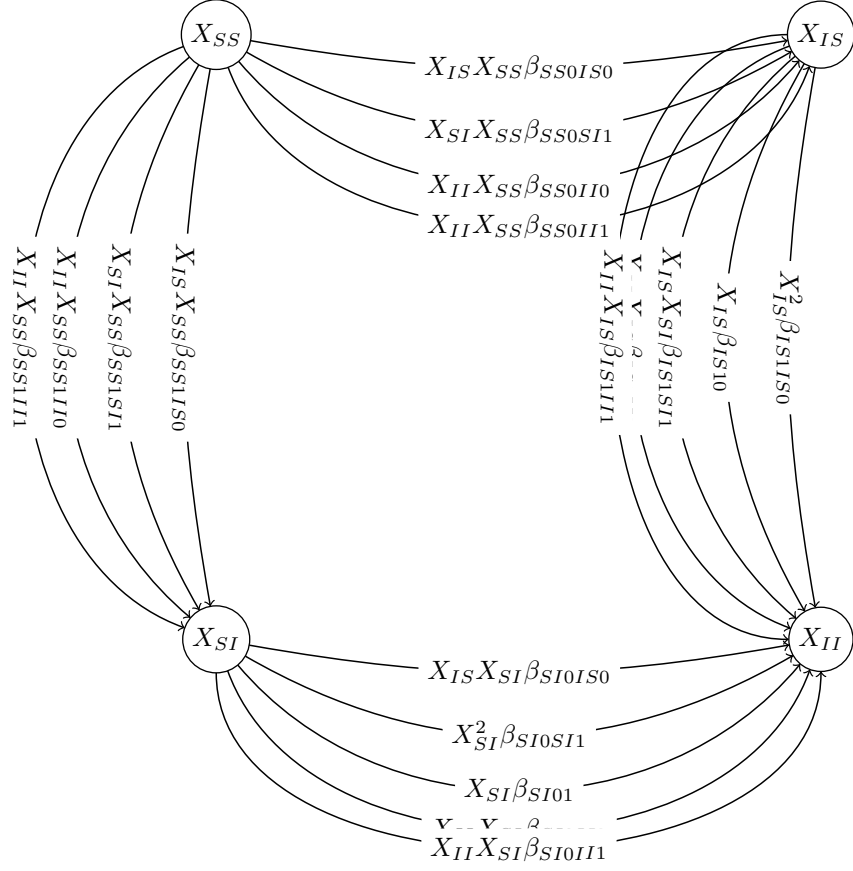 X_{SS}
X_{IS}
X_{IS}X_{SS}β_{SS0IS0}
X_{SI}X_{SS}β_{SS0SI1}
X_{II}X_{SS}β_{SS0II0}
X_{II}X_{SS}β_{SS0II1}
X_{II}X_{SS}β_{SS1II1}
X_{II}X_{SS}β_{SS1II0}
X_{SI}X_{SS}β_{SS1SI1}
X_{IS}X_{SS}β_{SS1IS0}
X_{II}X_{IS}β_{IS1II1}
X_{IS}X_{SI}β_{IS1SI1}
X_{IS}β_{IS10}
X_{IS}^2β_{IS1IS0}
X_{SI}
X_{II}
X_{IS}X_{SI}β_{SI0IS0}
X_{SI}^2β_{SI0SI1}
X_{SI}β_{SI01}
X_{II}X_{SI}β_{SI0II1}